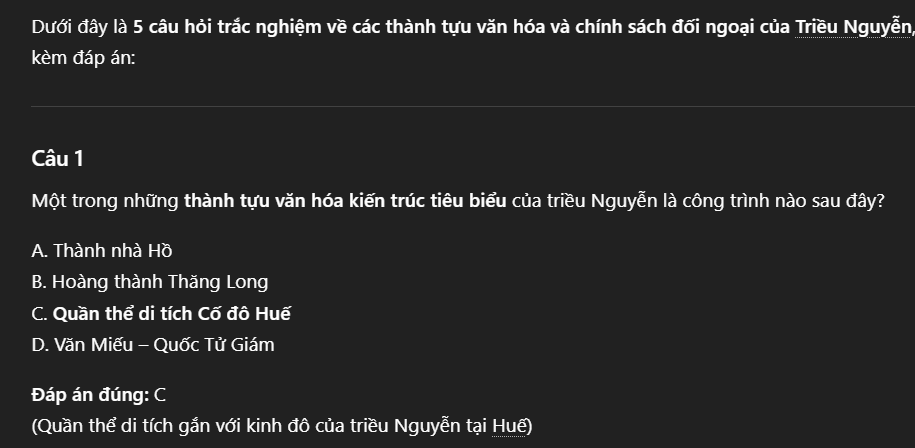 Dưới đây là 5 câu hỏi trắc nghiệm về các thành tựu văn hóa và chính sách đối ngoại của Triều Nguyễn,
kèm đáp án:
Câu 1
Một trong những thành tựu văn hóa kiến trúc tiêu biểu của triều Nguyễn là công trình nào sau đây?
A. Thành nhà Hồ
B. Hoàng thành Thăng Long
C. Quần thể di tích Cố đô Huế
D. Văn Miếu – Quốc Tử Giám
Đáp án đúng: C
(Quần thể di tích gắn với kinh đô của triều Nguyễn tại Huế)